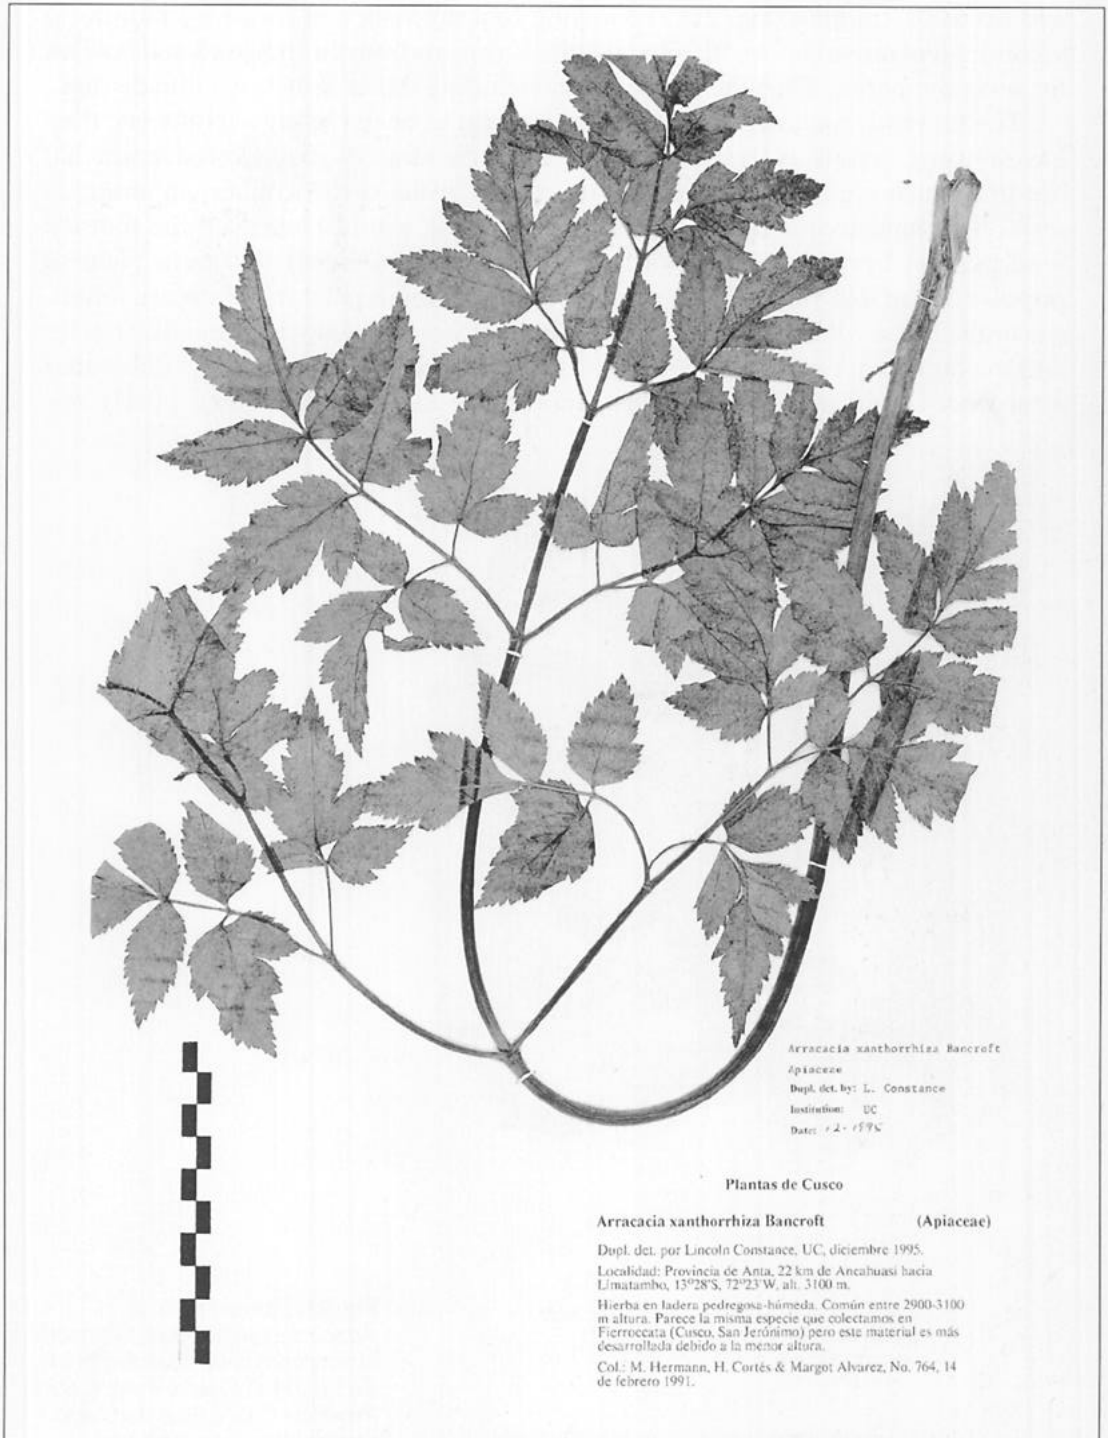 Arracacia xanthorrhiza Bancroft
Apiaceae
Dupl. det. by: L. Constance
Institution: UC
Date: 12-1995
Plantas de Cusco
Arracacia xanthorrhiza Bancroft (Apiaceae)
Dupl. det. por Lincoln Constance, UC, diciembre 1995.
Localidad: Provincia de Anta, 22 km de Ancahuasi hacia
Limatambo, 13°28'S, 72°23'W, alt. 3100 m.
Hierba en ladera pedregosa-húmeda. Común entre 2900-3100
m altura. Parece la misma especie que colectamos en
Fierroccata (Cusco, San Jerónimo) pero este material es más
desarrollada debido a la menor altura.
Col.: M. Hermann, H. Cortés & Margot Alvarez, No. 764, 14
de febrero 1991.